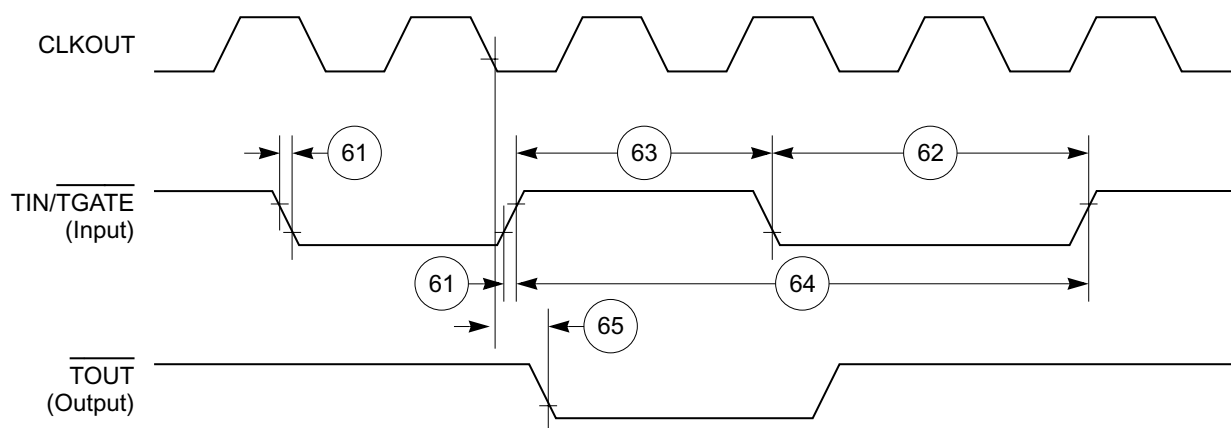 CLKOUT
61
63
62
TIN/TGATE
(Input)
61
64
65
TOUT
(Output)